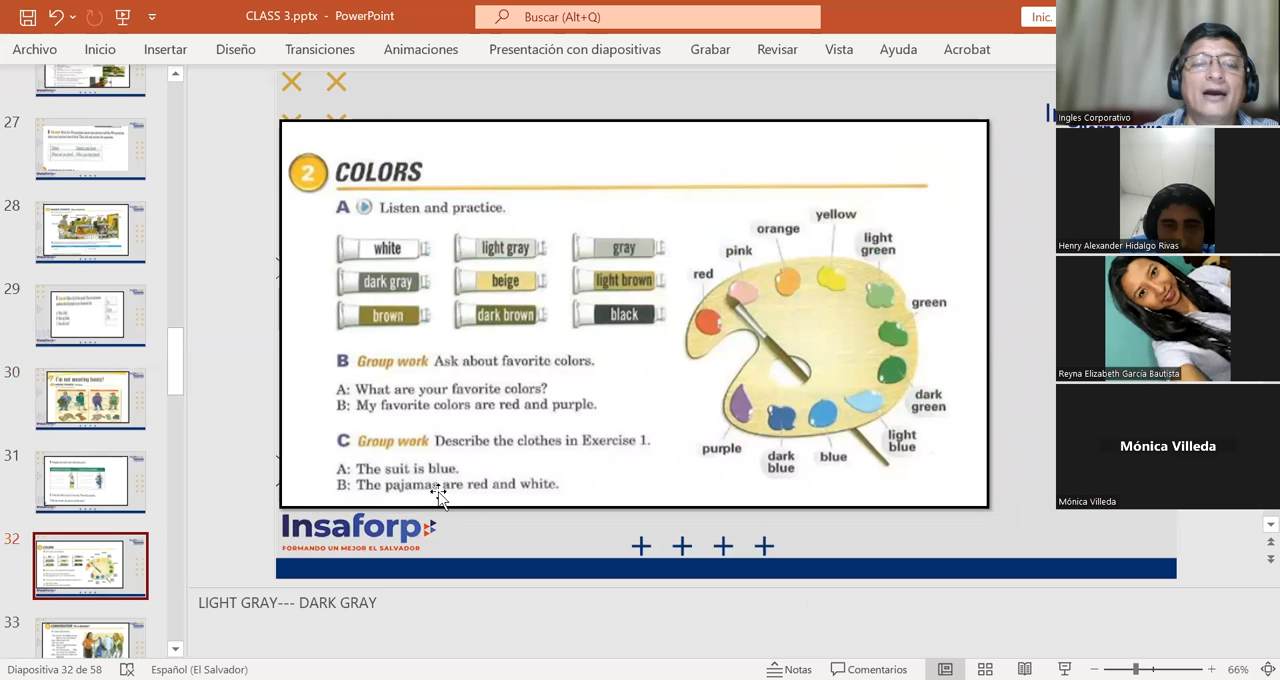 CLASS 3.pptx - PowerPoint
Buscar (Alt+Q)
Inic.
Archivo Inicio Insertar Diseño Transiciones Animaciones Presentación con diapositivas Grabar Revisar Vista Ayuda Acrobat
27
28
29
30
31
32
33
2 COLORS
A Listen and practice.
white light gray gray
dark gray beige light brown
brown dark brown black
B Group work Ask about favorite colors.
A: What are your favorite colors?
B: My favorite colors are red and purple.
C Group work Describe the clothes in Exercise 1.
A: The suit is blue.
B: The pajamas are red and white.
red
pink
orange
yellow
light
green
green
dark
green
light
blue
blue
dark
blue
purple
Insaforp
FORMANDO UN MEJOR EL SALVADOR
LIGHT GRAY--- DARK GRAY
Diapositiva 32 de 58 Español (El Salvador) Notas Comentarios 66%
Ingles Corporativo
Henry Alexander Hidalgo Rivas
Reyna Elizabeth García Bautista
Mónica Villeda
Mónica Villeda